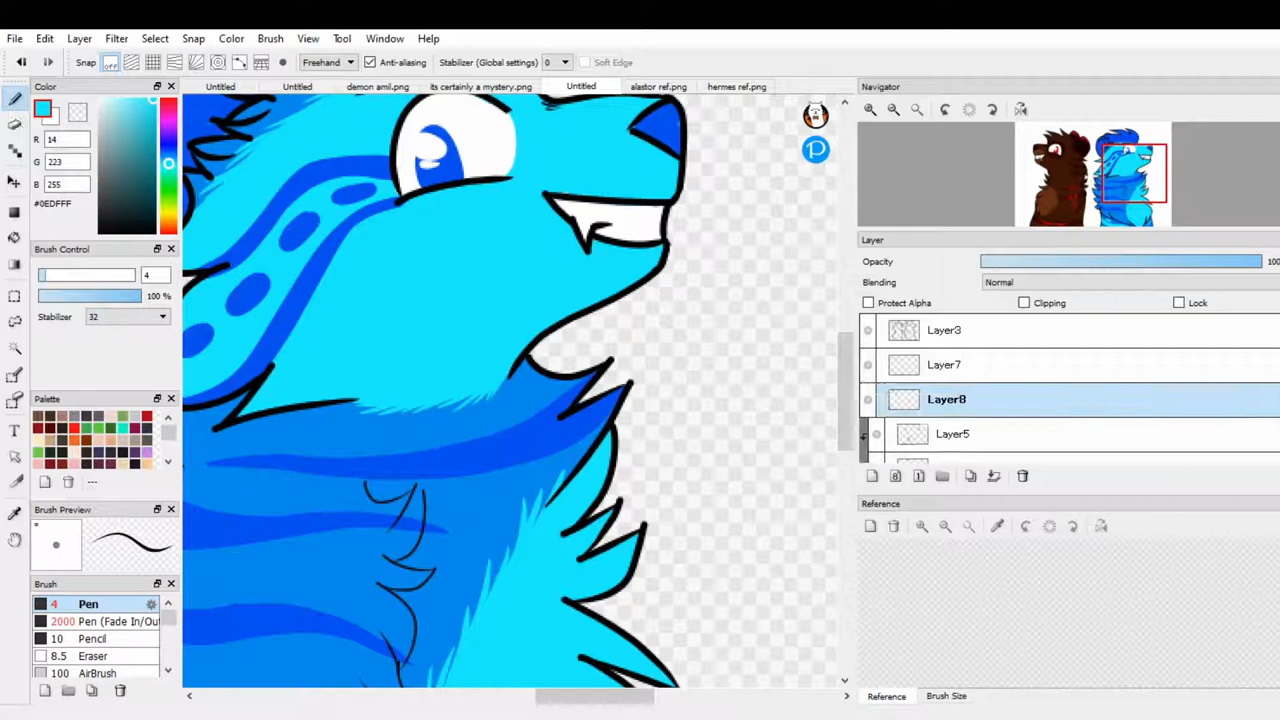 File Edit Layer Filter Select Snap Color Brush View Tool Window Help
Snap off Freehand Anti-aliasing Stabilizer (Global settings) 0 Soft Edge
Color
Untitled Untitled demon amil.png its certainly a mystery.png Untitled alastor ref.png hermes ref.png
R 14
G 223
B 255
#0EDFFF
Brush Control
4
100 %
Stabilizer 32
Palette
---
Brush Preview
*
Brush
4 Pen
2000 Pen (Fade In/Out
10 Pencil
8.5 Eraser
100 AirBrush
P
Navigator
Layer
Opacity 100
Blending Normal
Protect Alpha Clipping Lock
Layer3
Layer7
Layer8
Layer5
8 1
Reference
Reference Brush Size